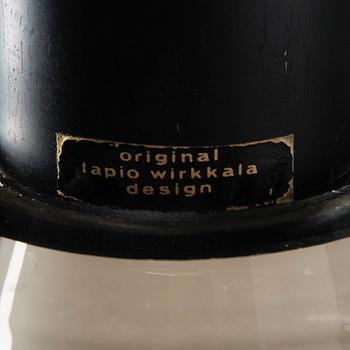 original
tapio wirkkala
design